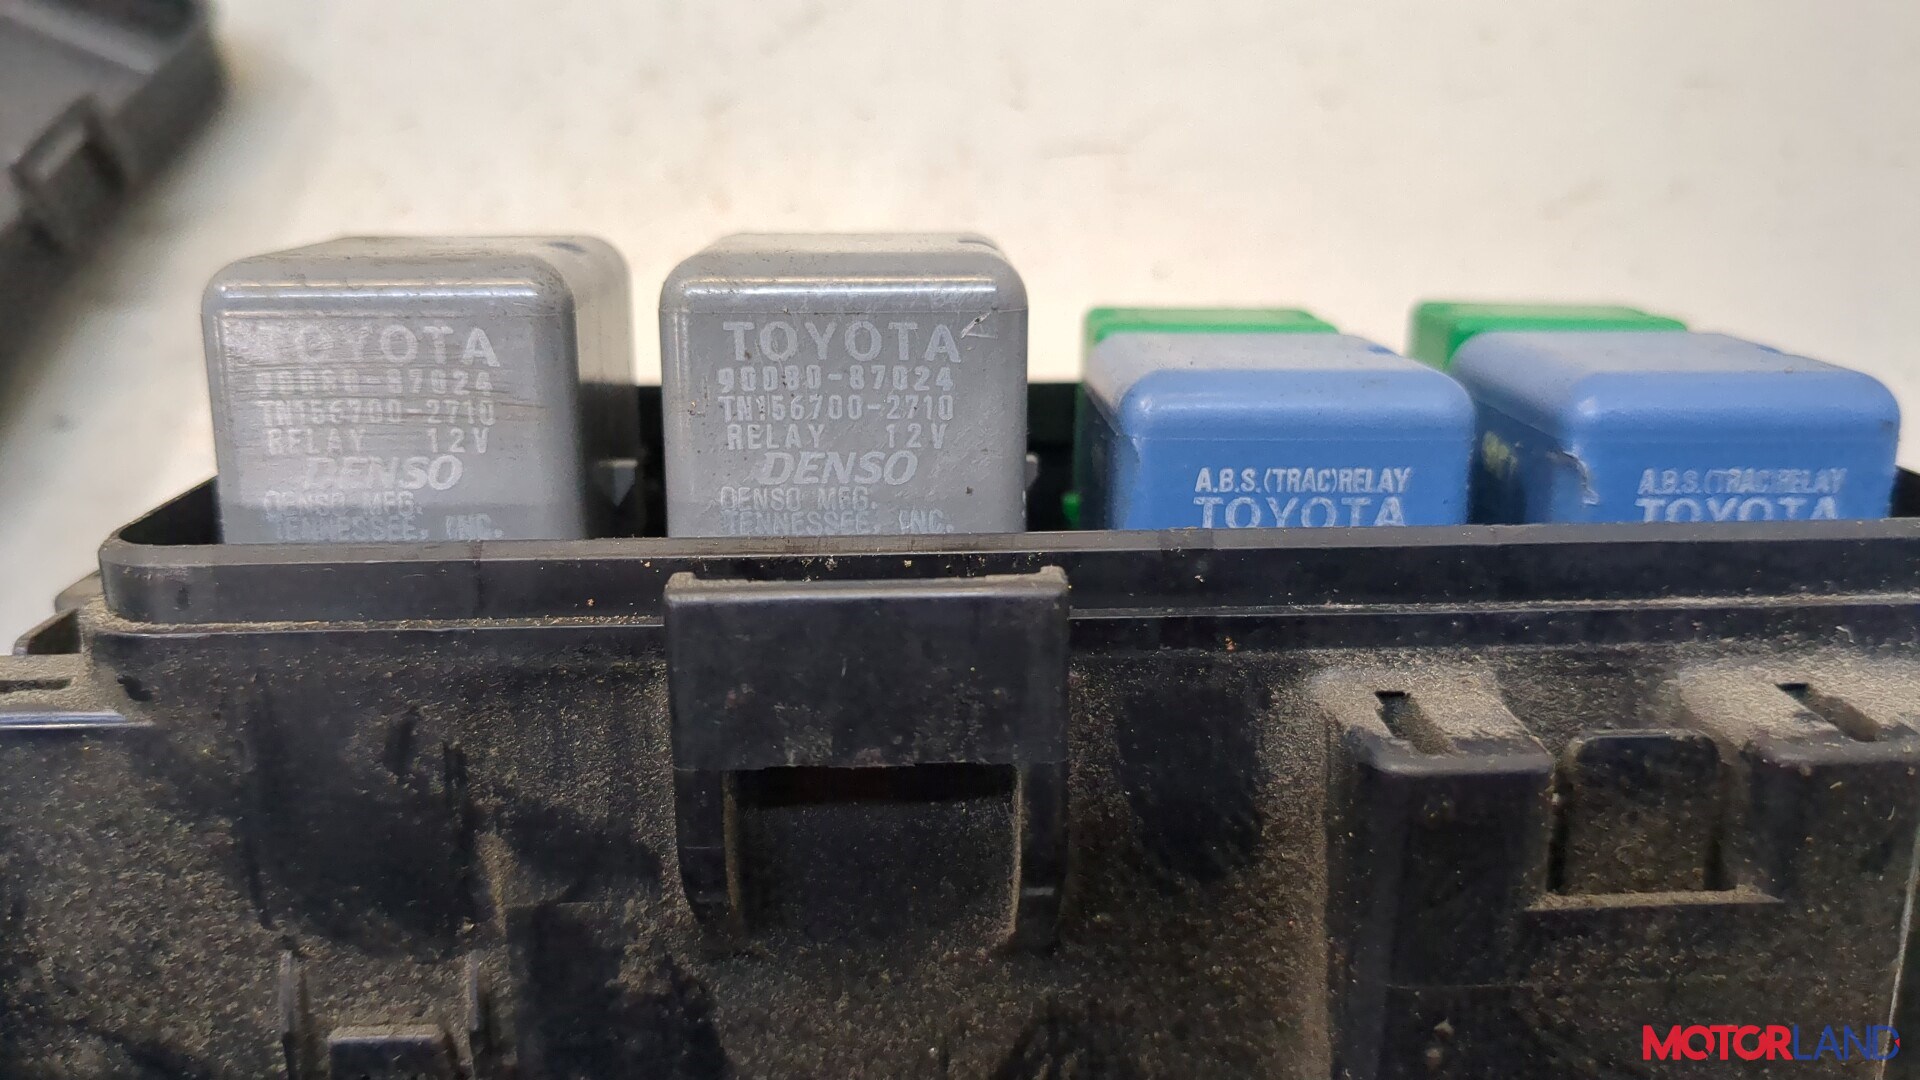 TOYOTA
90080-87024
TN156700-2710
RELAY 12V
DENSO
DENSO MFG.
TENNESSEE, INC.
TOYOTA
90080-87024
TN156700-2710
RELAY 12V
DENSO
DENSO MFG.
TENNESSEE, INC.
A.B.S.(TRAC)RELAY
TOYOTA
A.B.S.(TRAC)RELAY
TOYOTA
MOTORLAND